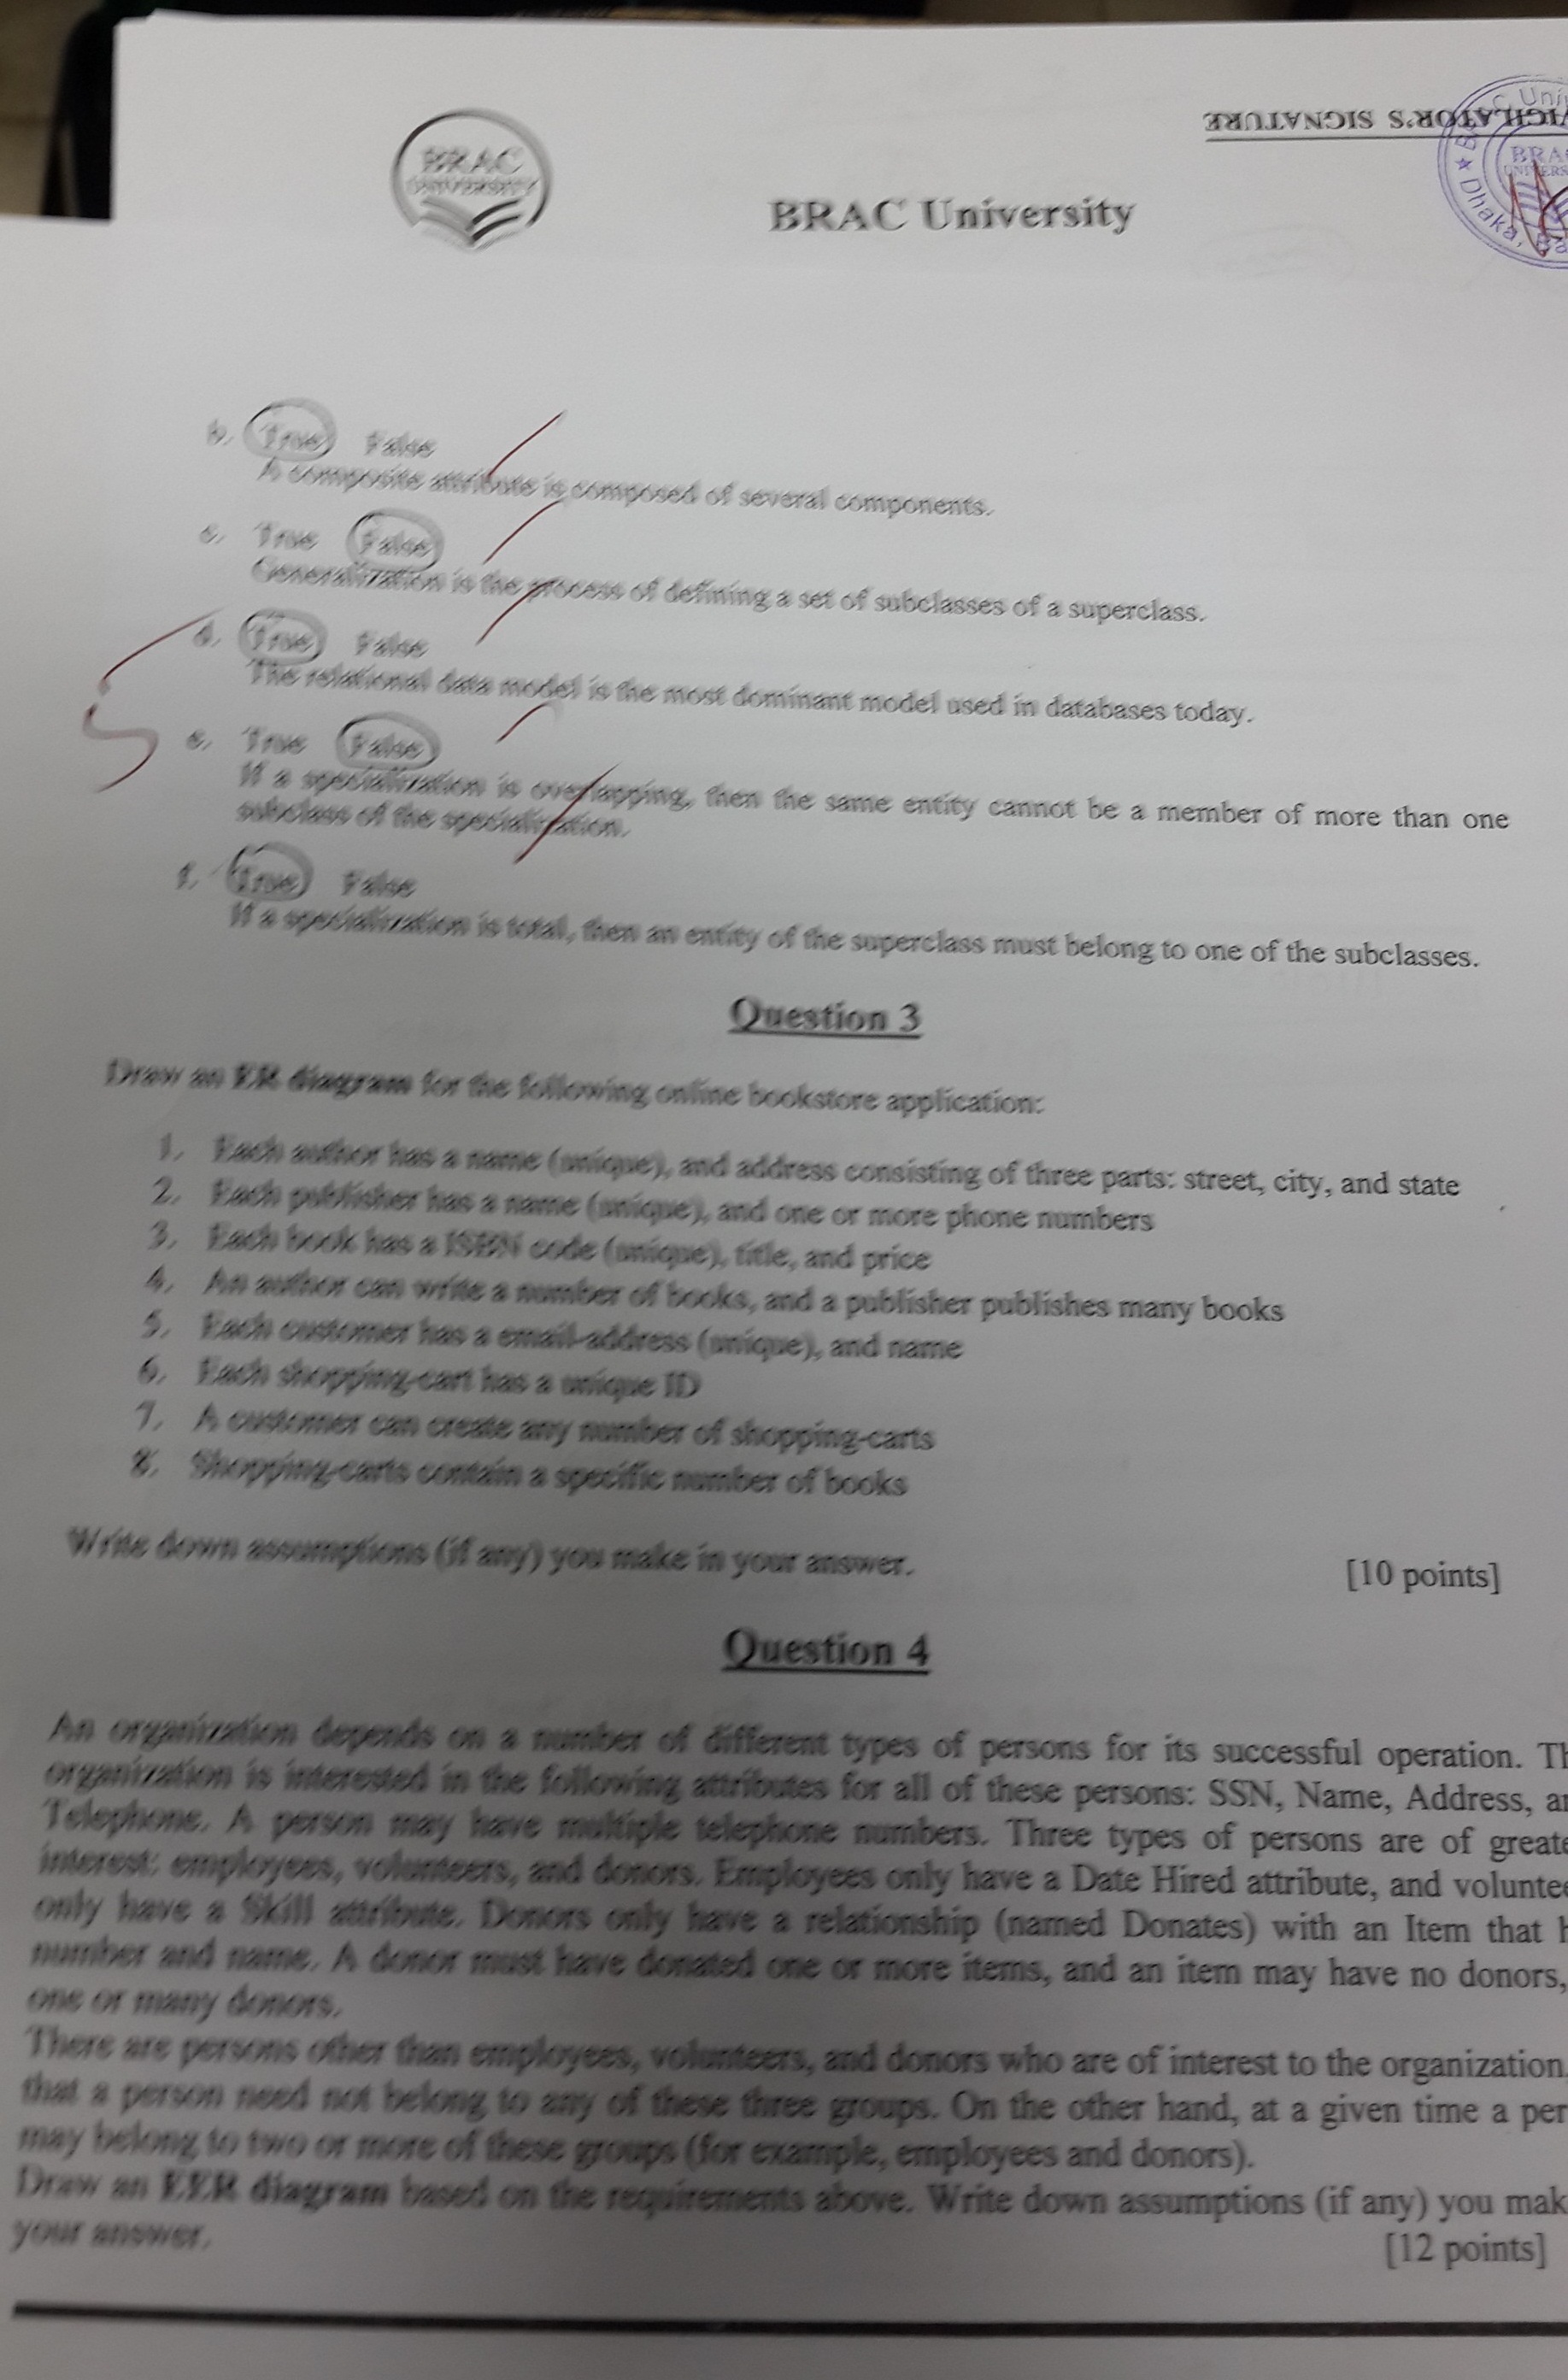 INVIGILATOR'S SIGNATURE
BRAC
UNIVERSITY
BRAC University
BRAC
Dhaka,
b. True False
A composite attribute is composed of several components.
c. True False
Generalization is the process of defining a set of subclasses of a superclass.
d. True False
The relational data model is the most dominant model used in databases today.
5
e. True False
If a specialization is overlapping, then the same entity cannot be a member of more than one
subclass of the specialization.
f. True False
If a specialization is total, then an entity of the superclass must belong to one of the subclasses.
Question 3
Draw an ER diagram for the following online bookstore application:
1. Each author has a name (unique), and address consisting of three parts: street, city, and state
2. Each publisher has a name (unique), and one or more phone numbers
3. Each book has a ISBN code (unique), title, and price
4. An author can write a number of books, and a publisher publishes many books
5. Each customer has a email-address (unique), and name
6. Each shopping-cart has a unique ID
7. A customer can create any number of shopping-carts
8. Shopping-carts contain a specific number of books
Write down assumptions (if any) you make in your answer.
[10 points]
Question 4
An organization depends on a number of different types of persons for its successful operation. Th
organization is interested in the following attributes for all of these persons: SSN, Name, Address, an
Telephone. A person may have multiple telephone numbers. Three types of persons are of greate
interest: employees, volunteers, and donors. Employees only have a Date Hired attribute, and voluntee
only have a Skill attribute. Donors only have a relationship (named Donates) with an Item that h
number and name. A donor must have donated one or more items, and an item may have no donors,
one or many donors.
There are persons other than employees, volunteers, and donors who are of interest to the organization,
that a person need not belong to any of these three groups. On the other hand, at a given time a per
may belong to two or more of these groups (for example, employees and donors).
Draw an EER diagram based on the requirements above. Write down assumptions (if any) you mak
your answer.
[12 points]